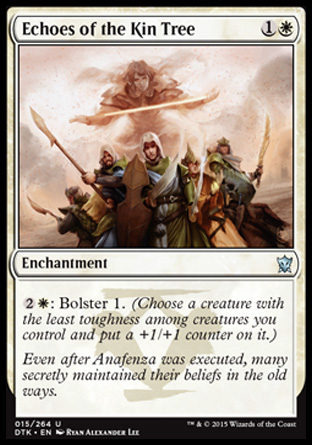 Echoes of the Kin Tree 1
Enchantment
2 : Bolster 1. (Choose a creature with
the least toughness among creatures you
control and put a +1/+1 counter on it.)
Even after Anafenza was executed, many
secretly maintained their beliefs in the old
ways.
015/264 U
DTK • EN Ryan Alexander Lee
™ & © 2015 Wizards of the Coast